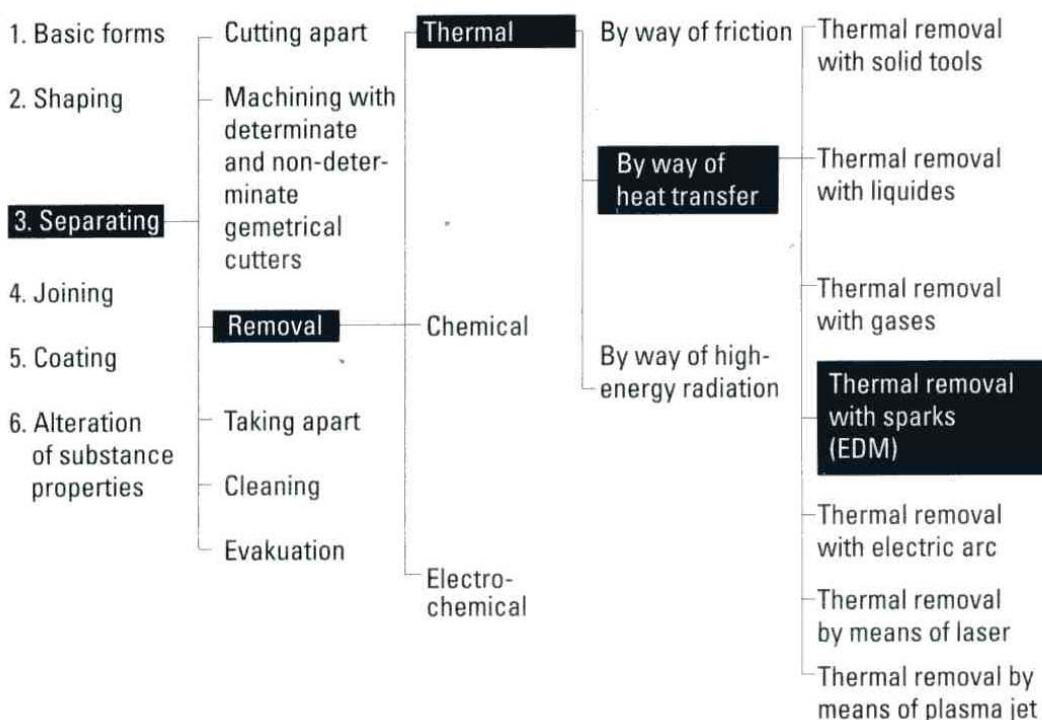 1. Basic forms
2. Shaping
3. Separating
4. Joining
5. Coating
6. Alteration
of substance
properties
Cutting apart
Machining with
determinate
and non-deter-
minate
gemetrical
cutters
Removal
Taking apart
Cleaning
Evakuation
Thermal
Chemical
Electro-
chemical
By way of friction
By way of
heat transfer
By way of high-
energy radiation
Thermal removal
with solid tools
Thermal removal
with liquides
Thermal removal
with gases
Thermal removal
with sparks
(EDM)
Thermal removal
with electric arc
Thermal removal
by means of laser
Thermal removal by
means of plasma jet